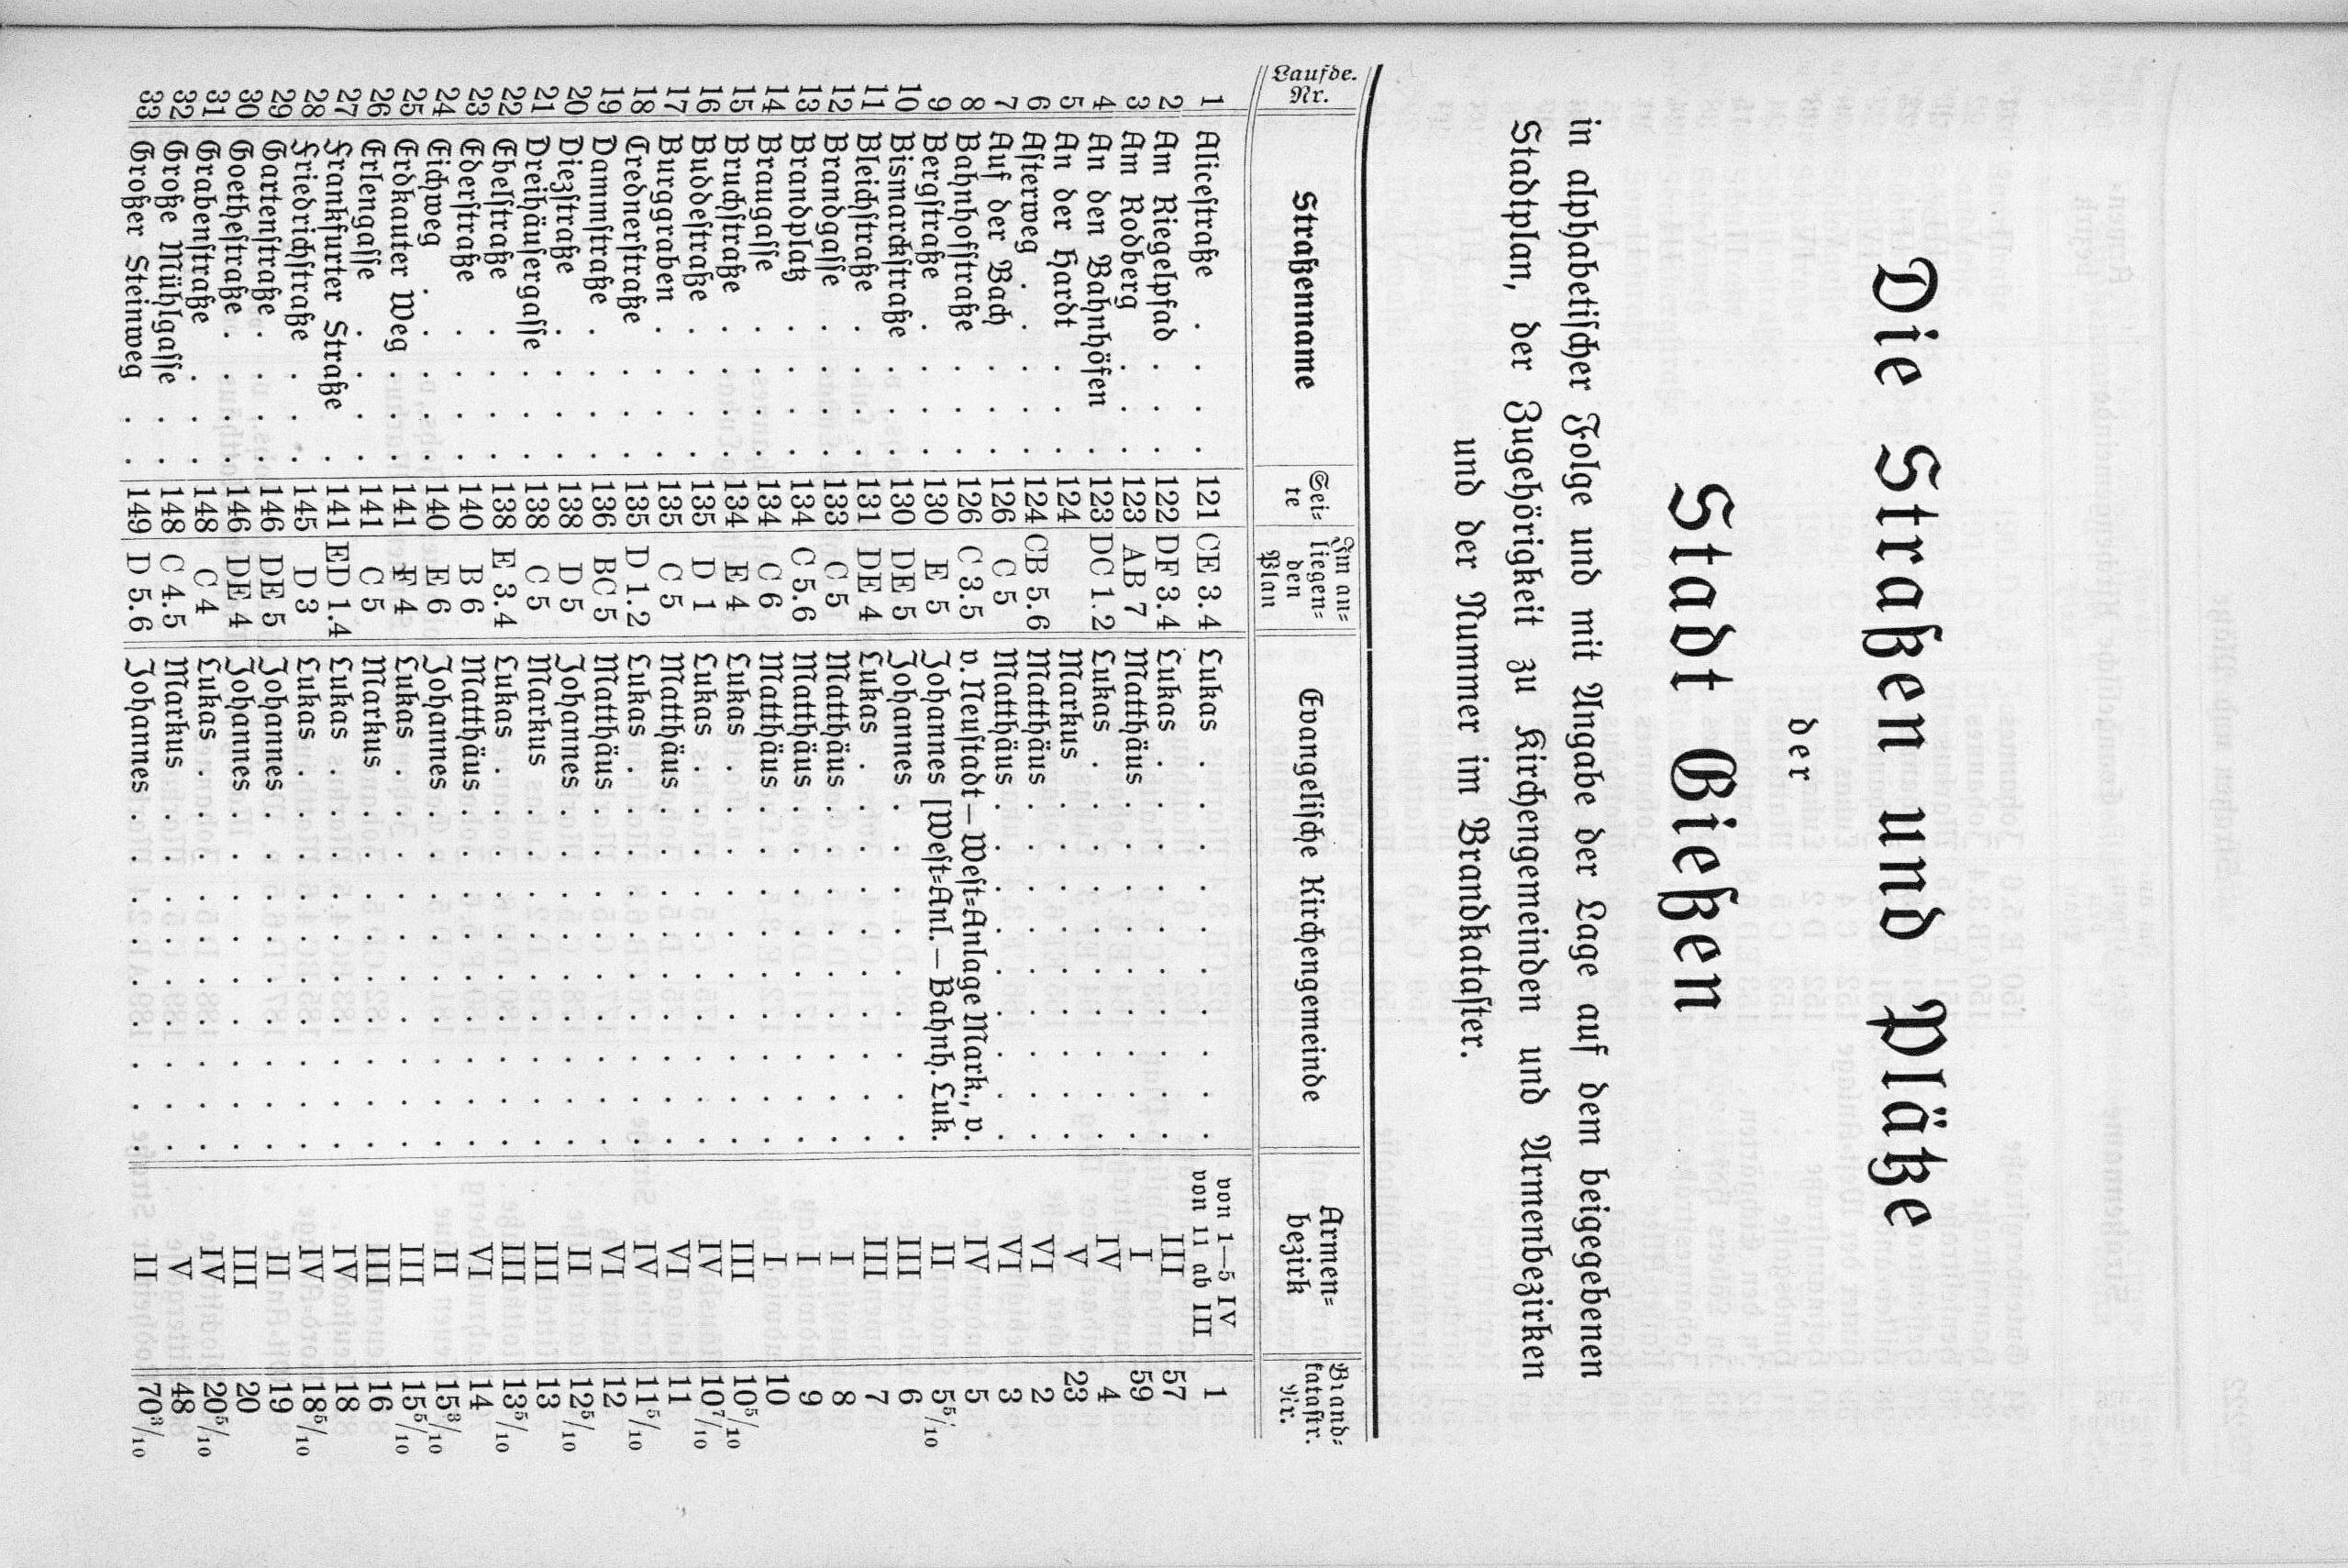 Die Straßen und Plätze
der
Stadt Gießen
in alphabetischer Folge und mit Angabe der Lage auf dem beigegebenen
Stadtplan, der Zugehörigkeit zu Kirchengemeinden und Armenbezirken
und der Nummer im Brandkataster.
Laufde. Nr. | Straßenname | Sei-te | Im an-liegen-den Plan | Evangelische Kirchengemeinde | Armen-bezirk | Brand-katastr. Nr.
1 Alicestraße . . . . 121 CE 3.4 Lukas . . . . . . . . . . von 1—5 IV von 11 ab III 1
2 Am Riegelpfad . . . 122 DF 3.4 Lukas . . . . . . . . . . III 57
3 Am Rodberg . . . 123 AB 7 Matthäus . . . . . . . . . I 59
4 An den Bahnhöfen . . 123 DC 1.2 Lukas . . . . . . . . . . IV 4
5 An der Hardt . . . 124 Markus . . . . . . . . . V 23
6 Asterweg . . . . . 124 CB 5.6 Matthäus . . . . . . . . . VI 2
7 Auf der Bach . . . 126 C 5 Matthäus . . . . . . . . . VI 3
8 Bahnhofstraße . . . 126 C 3.5 v. Neustadt—West-Anlage Mark., v. IV 5
9 Bergstraße . . . . 130 E 5 Johannes [West-Anl.—Bahnh. Luk. II 5⁵/₁₀
10 Bismarckstraße . . . 130 DE 5 Johannes . . . . . . . . . III 6
11 Bleichstraße . . . . 131 DE 4 Lukas . . . . . . . . . . III 7
12 Brandgasse . . . . 133 C 5 Matthäus . . . . . . . . . I 8
13 Brandplatz . . . . 134 C 5.6 Matthäus . . . . . . . . . I 9
14 Braugasse . . . . 134 C 6 Matthäus . . . . . . . . . I 10
15 Bruchstraße . . . . 134 E 4 Lukas . . . . . . . . . . III 10⁵/₁₀
16 Buddestraße . . . . 135 D 1 Lukas . . . . . . . . . . IV 10⁷/₁₀
17 Burggraben . . . . 135 C 5 Matthäus . . . . . . . . . VI 11
18 Crednerstraße . . . 135 D 1.2 Lukas . . . . . . . . . . IV 11⁵/₁₀
19 Dammstraße . . . . 136 BC 5 Matthäus . . . . . . . . . VI 12
20 Diezstraße . . . . 138 D 5 Johannes . . . . . . . . . II 12⁵/₁₀
21 Dreihäusergasse . . . 138 C 5 Markus . . . . . . . . . III 13
22 Ebelstraße . . . . 138 E 3.4 Lukas . . . . . . . . . . III 13⁵/₁₀
23 Ederstraße . . . . 140 B 6 Matthäus . . . . . . . . . VI 14
24 Eichweg . . . . . 140 E 6 Johannes . . . . . . . . . II 15³/₁₀
25 Erdkauter Weg . . . 141 F 4 Lukas . . . . . . . . . . III 15⁵/₁₀
26 Erlengasse . . . . 141 C 5 Markus . . . . . . . . . III 16
27 Frankfurter Straße . . 141 ED 1.4 Lukas . . . . . . . . . . IV 18
28 Friedrichstraße . . . 145 D 3 Lukas . . . . . . . . . . IV 18⁵/₁₀
29 Gartenstraße . . . . 146 DE 5 Johannes . . . . . . . . . II 19
30 Goethestraße . . . . 146 DE 4 Johannes . . . . . . . . . III 20
31 Grabenstraße . . . 148 C 4 Lukas . . . . . . . . . . IV 20⁵/₁₀
32 Große Mühlgasse . . 148 C 4.5 Markus . . . . . . . . . V 48
33 Großer Steinweg . . 149 D 5.6 Johannes . . . . . . . . . II 70³/₁₀